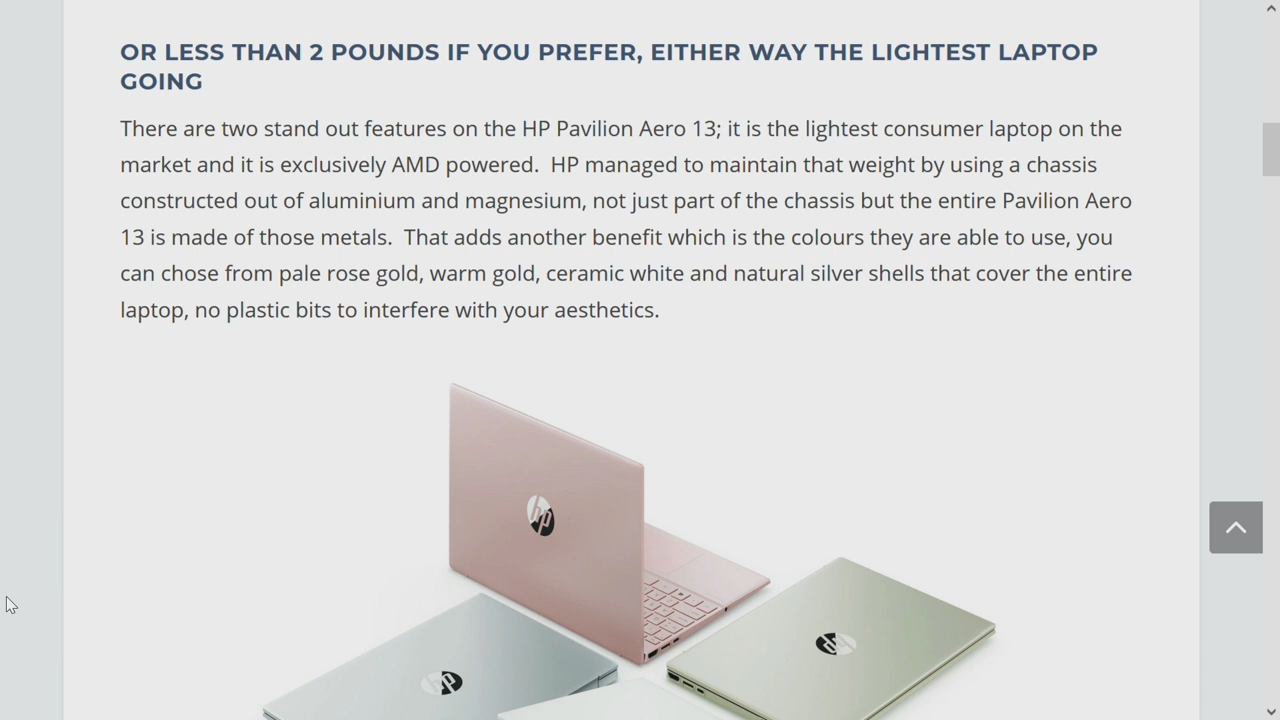 OR LESS THAN 2 POUNDS IF YOU PREFER, EITHER WAY THE LIGHTEST LAPTOP
GOING
There are two stand out features on the HP Pavilion Aero 13; it is the lightest consumer laptop on the
market and it is exclusively AMD powered.  HP managed to maintain that weight by using a chassis
constructed out of aluminium and magnesium, not just part of the chassis but the entire Pavilion Aero
13 is made of those metals.  That adds another benefit which is the colours they are able to use, you
can chose from pale rose gold, warm gold, ceramic white and natural silver shells that cover the entire
laptop, no plastic bits to interfere with your aesthetics.
hp
hp
hp